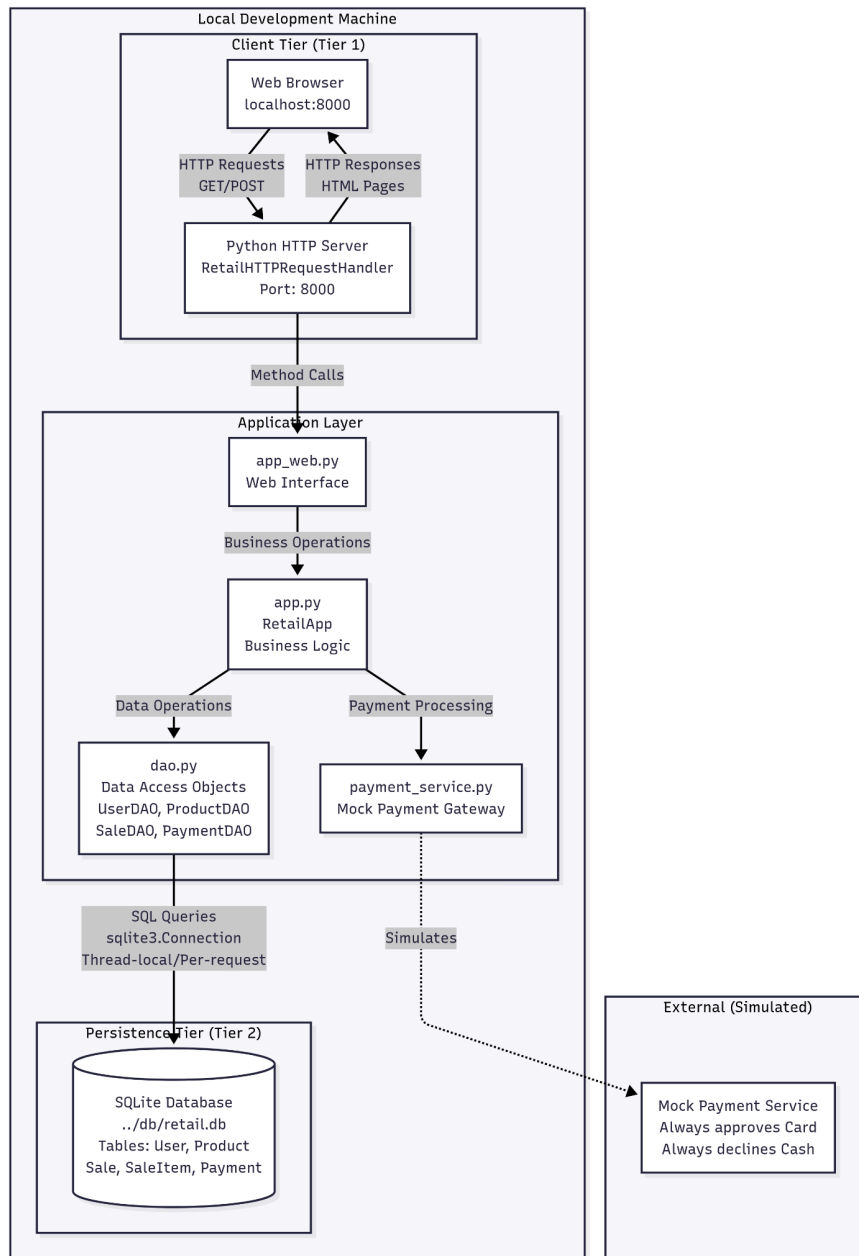 Local Development Machine
Client Tier (Tier 1)
Web Browser
localhost:8000
HTTP Requests
GET/POST
HTTP Responses
HTML Pages
Python HTTP Server
RetailHTTPRequestHandler
Port: 8000
Method Calls
Application Layer
app_web.py
Web Interface
Business Operations
app.py
RetailApp
Business Logic
Data Operations
Payment Processing
dao.py
Data Access Objects
UserDAO, ProductDAO
SaleDAO, PaymentDAO
payment_service.py
Mock Payment Gateway
SQL Queries
sqlite3.Connection
Thread-local/Per-request
Simulates
Persistence Tier (Tier 2)
SQLite Database
../db/retail.db
Tables: User, Product
Sale, SaleItem, Payment
External (Simulated)
Mock Payment Service
Always approves Card
Always declines Cash